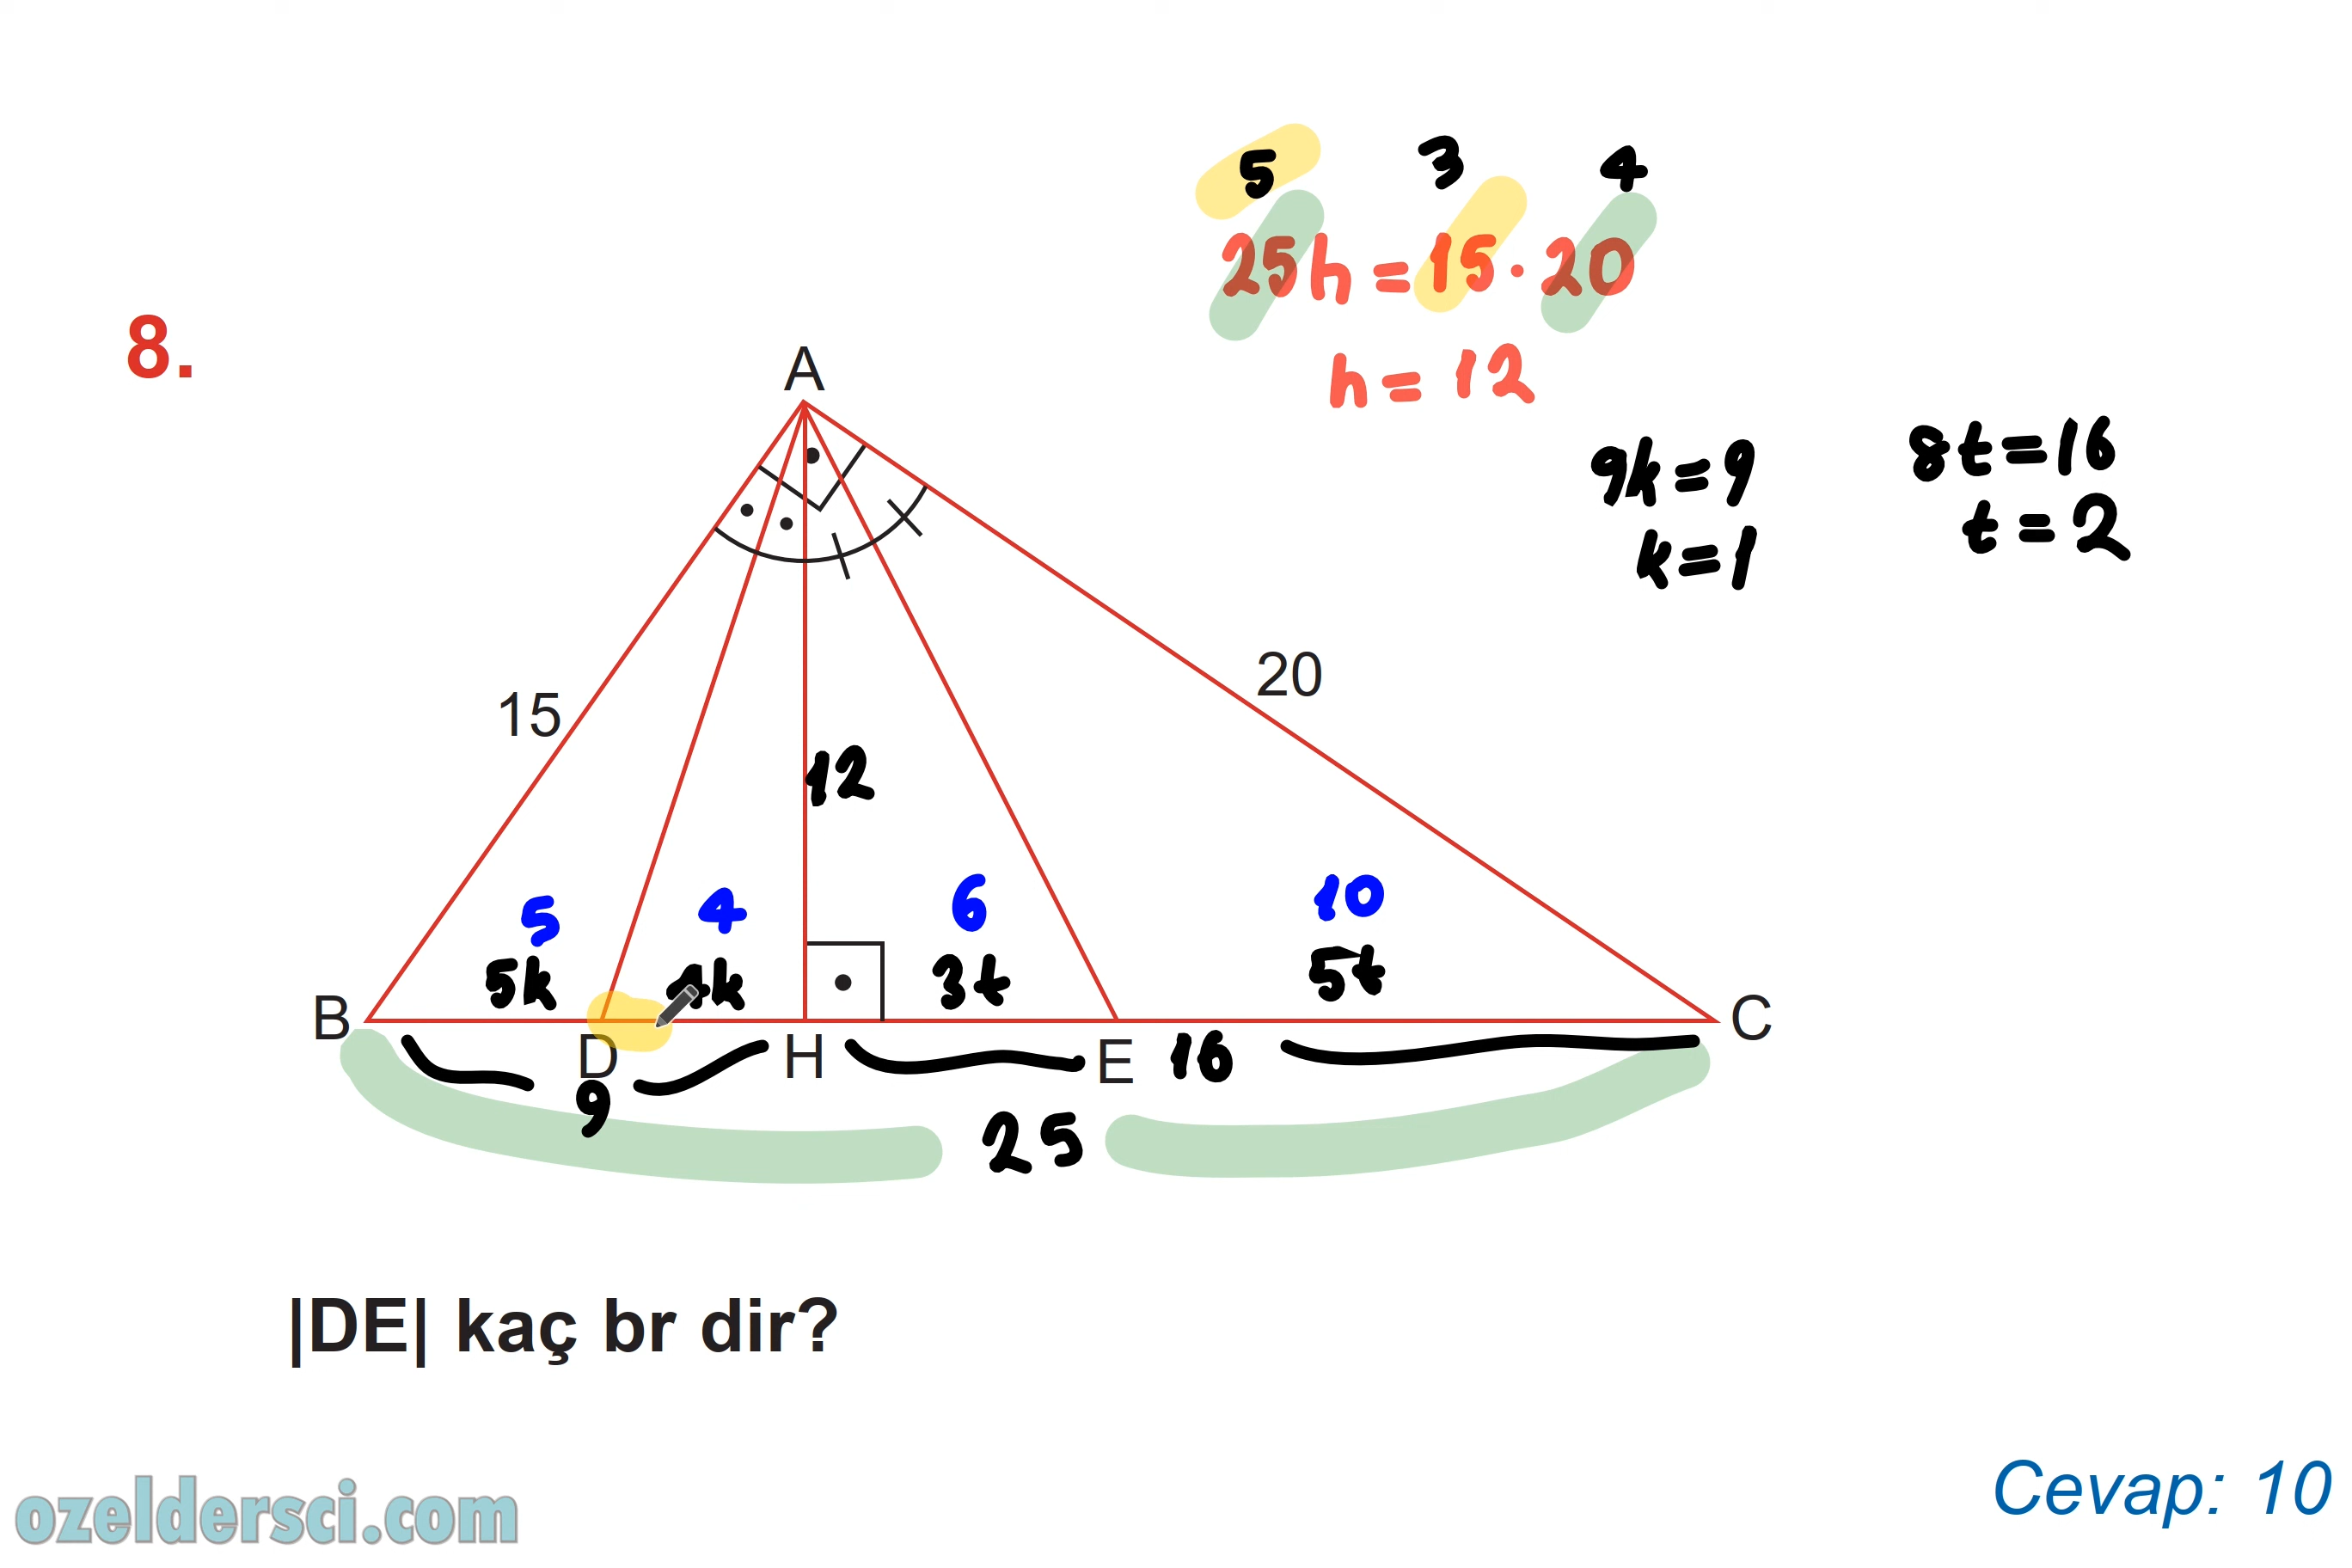 5 3 4
25h = 15 · 20
h = 12
8.
A
9k = 9
k = 1
8t = 16
t = 2
15
20
12
5 4 6 10
5k 4k 3t 5t
B D H E C
9
16
25
|DE| kaç br dir?
Cevap: 10
ozeldersci.com